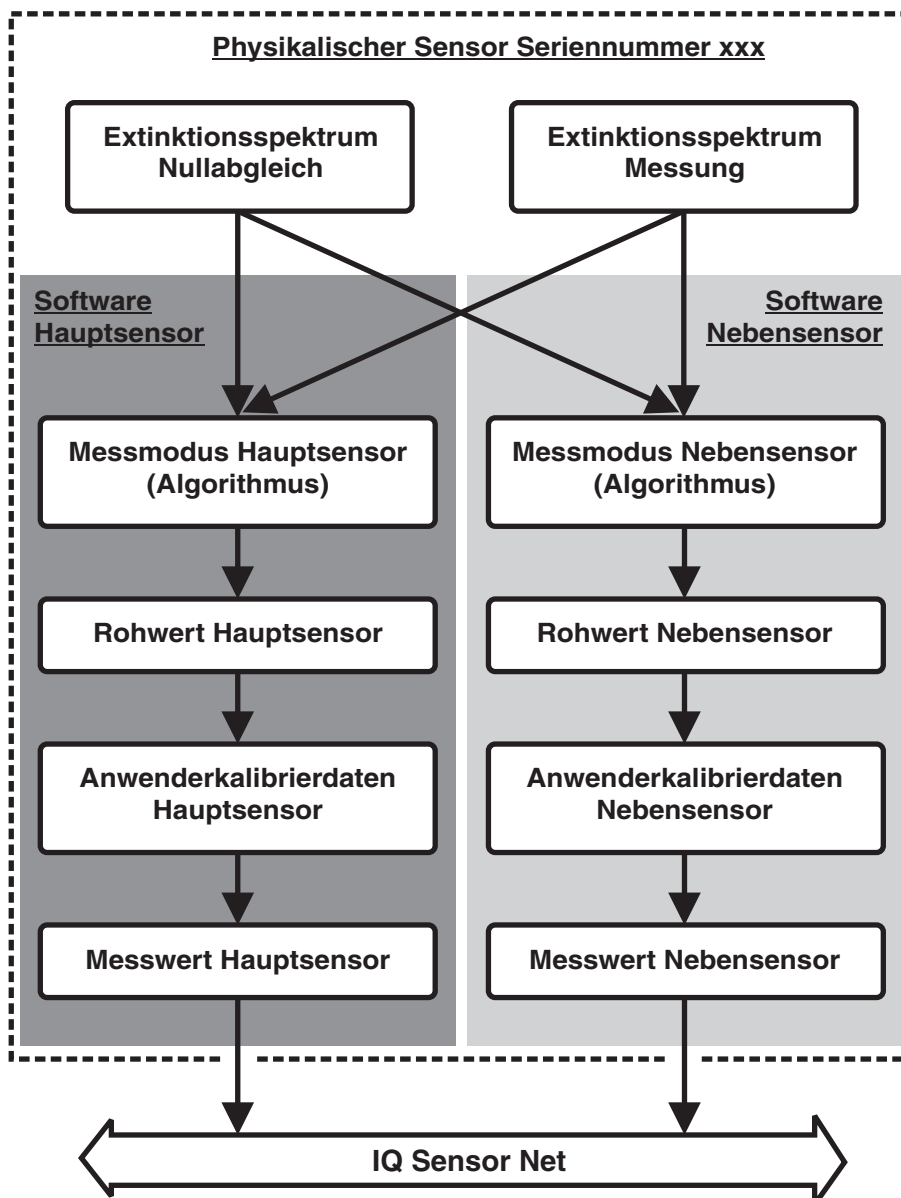 Physikalischer Sensor Seriennummer xxx
Extinktionsspektrum
Nullabgleich
Extinktionsspektrum
Messung
Software
Hauptsensor
Software
Nebensensor
Messmodus Hauptsensor
(Algorithmus)
Messmodus Nebensensor
(Algorithmus)
Rohwert Hauptsensor
Rohwert Nebensensor
Anwenderkalibrierdaten
Hauptsensor
Anwenderkalibrierdaten
Nebensensor
Messwert Hauptsensor
Messwert Nebensensor
IQ Sensor Net